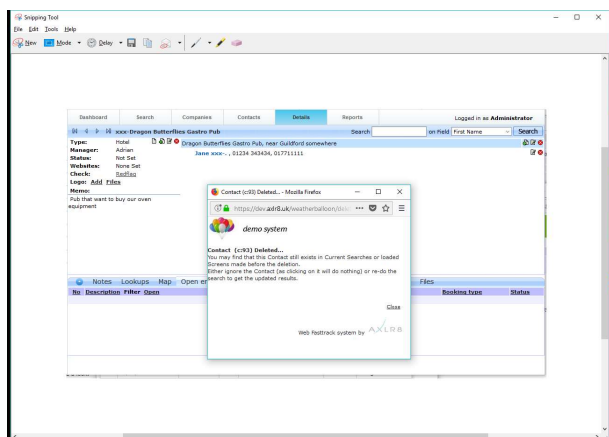 Snipping Tool
File Edit Tools Help
New Mode Delay
Dashboard Search Companies Contacts Details Reports Logged in as Administrator
xxx-Dragon Butterflies Gastro Pub Search on Field First Name Search
Type: Hotel Dragon Butterflies Gastro Pub, near Guildford somewhere
Manager: Adrian Jane xxx-. , 01234 343434, 017711111
Status: Not Set
Websites: None Set
Check: Redflag
Logo: Add Files
Memo:
Pub that want to buy our oven
equipment
Contact (c:93) Deleted... - Mozilla Firefox
https://dev.axlr8.uk/weatherballoon/dev
demo system
Contact (c:93) Deleted...
You may find that this Contact still exists in Current Searches or loaded
Screens made before the deletion.
Either ignore the Contact (as clicking on it will do nothing) or re-do the
search to get the updated results.
Close
Web Fasttrack system by AXLR8
Notes Lookups Map Open en Files
No Description Filter Open Booking type Status